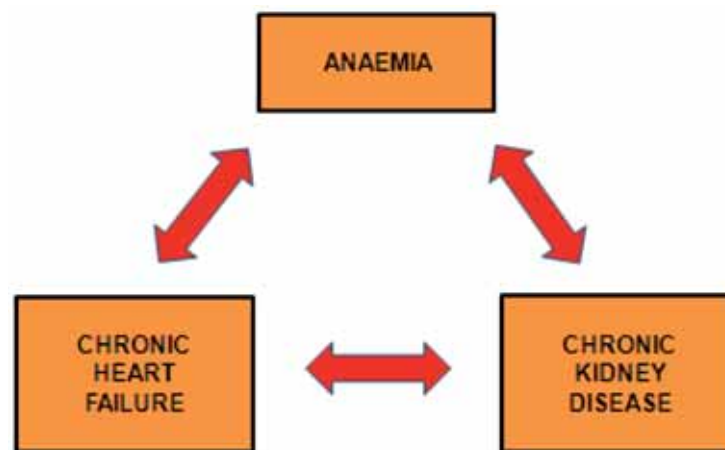 ANAEMIA
CHRONIC
HEART
FAILURE
CHRONIC
KIDNEY
DISEASE